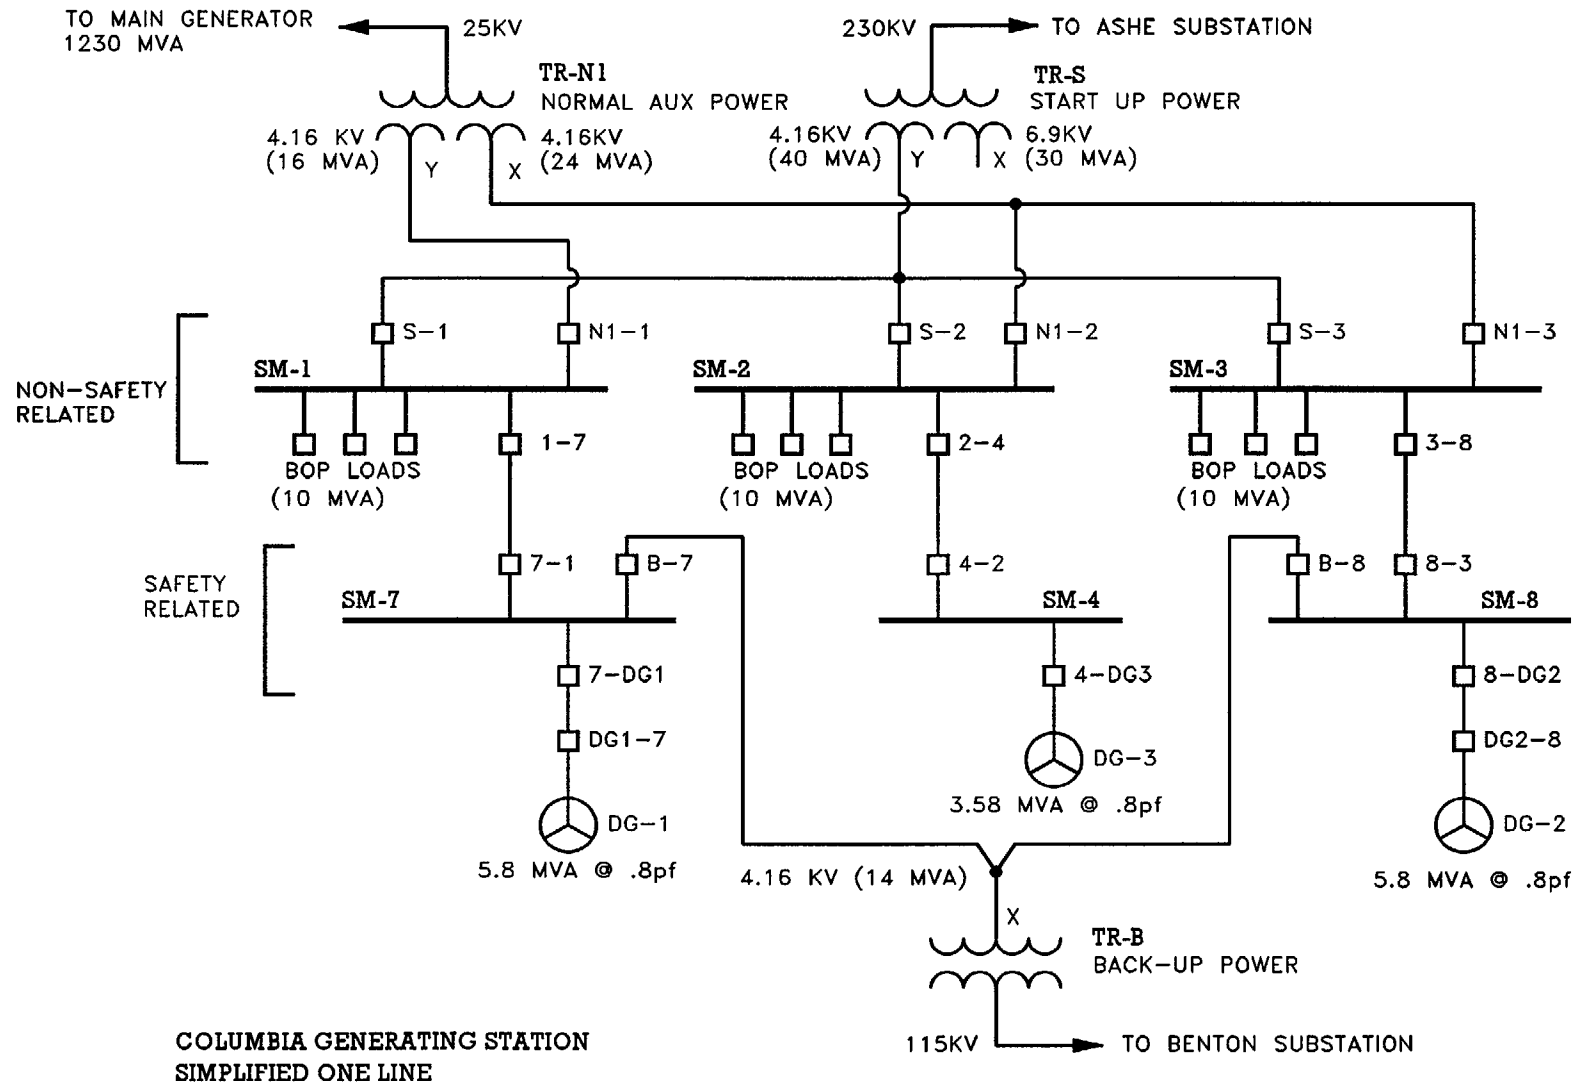 TO MAIN GENERATOR
1230 MVA
25KV
230KV
TO ASHE SUBSTATION
TR-N1
NORMAL AUX POWER
TR-S
START UP POWER
4.16 KV
(16 MVA)
Y
X
4.16KV
(24 MVA)
4.16KV
(40 MVA)
Y
X
6.9KV
(30 MVA)
S-1
N1-1
S-2
N1-2
S-3
N1-3
SM-1
SM-2
SM-3
NON-SAFETY
RELATED
1-7
2-4
3-8
BOP LOADS
(10 MVA)
BOP LOADS
(10 MVA)
BOP LOADS
(10 MVA)
SAFETY
RELATED
7-1
B-7
4-2
B-8
8-3
SM-7
SM-4
SM-8
7-DG1
4-DG3
8-DG2
DG1-7
DG-3
DG2-8
3.58 MVA @ .8pf
DG-1
DG-2
5.8 MVA @ .8pf
4.16 KV (14 MVA)
5.8 MVA @ .8pf
X
TR-B
BACK-UP POWER
115KV
TO BENTON SUBSTATION
COLUMBIA GENERATING STATION
SIMPLIFIED ONE LINE